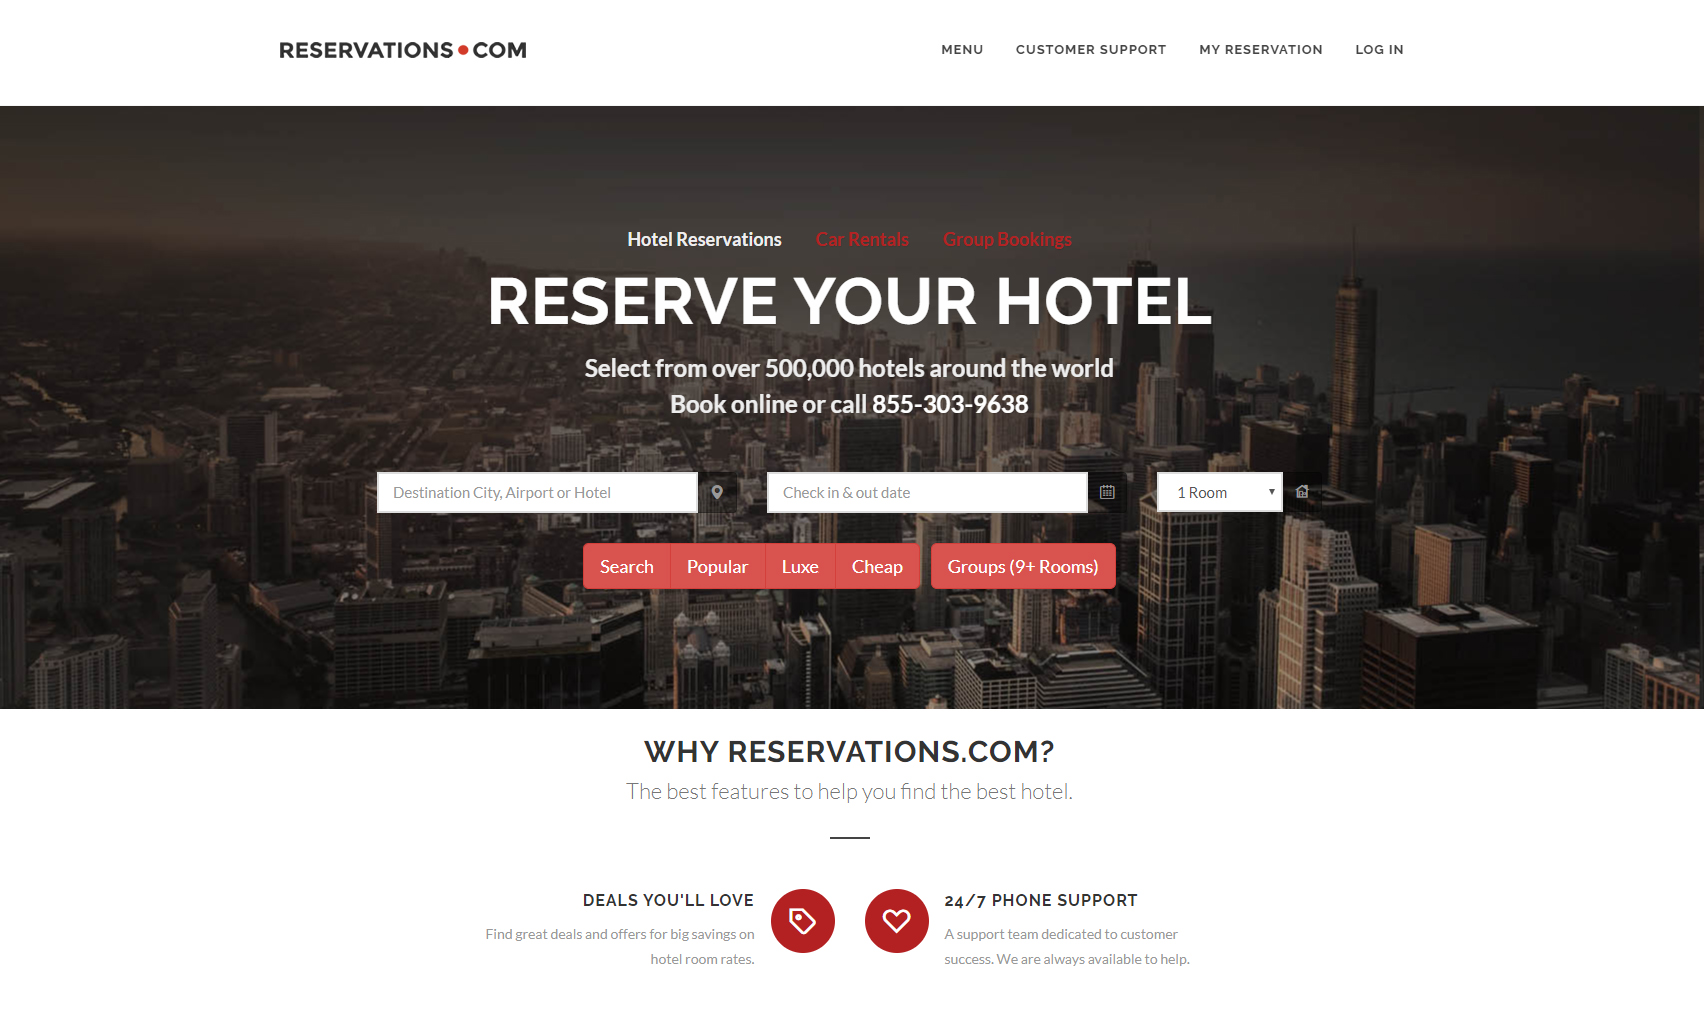 RESERVATIONS●COM
MENU
CUSTOMER SUPPORT
MY RESERVATION
LOG IN
Hotel Reservations
Car Rentals
Group Bookings
RESERVE YOUR HOTEL
Select from over 500,000 hotels around the world
Book online or call 855-303-9638
Destination City, Airport or Hotel
Check in & out date
1 Room
Search
Popular
Luxe
Cheap
Groups (9+ Rooms)
WHY RESERVATIONS.COM?
The best features to help you find the best hotel.
DEALS YOU'LL LOVE
Find great deals and offers for big savings on
hotel room rates.
24/7 PHONE SUPPORT
A support team dedicated to customer
success. We are always available to help.